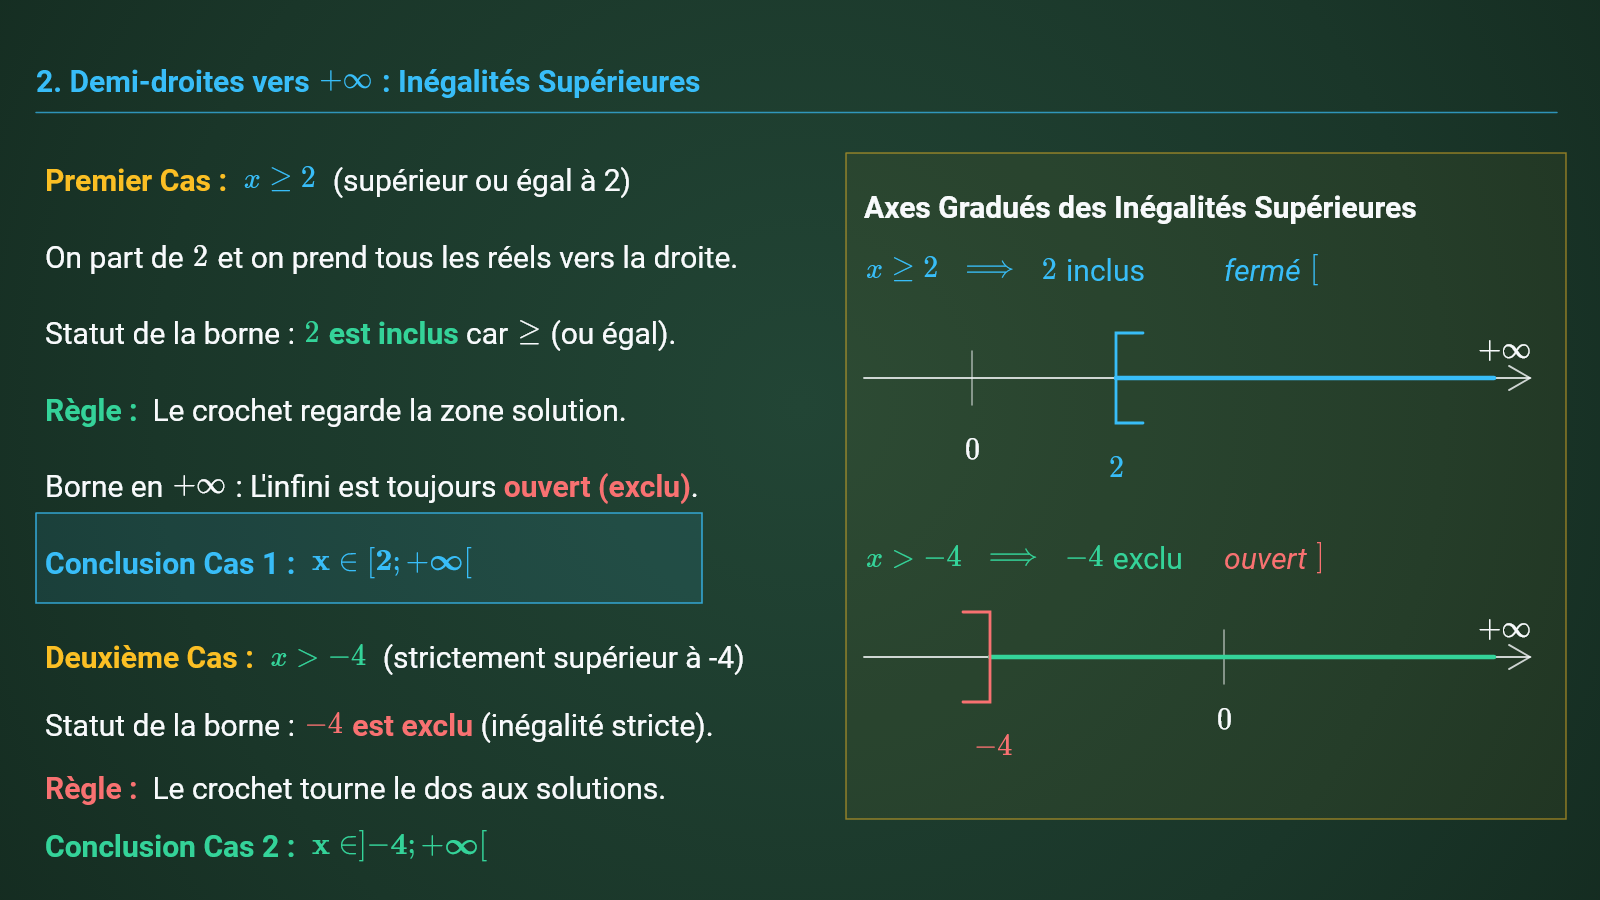 2. Demi-droites vers +∞ : Inégalités Supérieures
Premier Cas : x ≥ 2 (supérieur ou égal à 2)
On part de 2 et on prend tous les réels vers la droite.
Statut de la borne : 2 est inclus car ≥ (ou égal).
Règle : Le crochet regarde la zone solution.
Borne en +∞ : L'infini est toujours ouvert (exclu).
Conclusion Cas 1 : x ∈ [2; +∞[
Deuxième Cas : x > −4 (strictement supérieur à -4)
Statut de la borne : −4 est exclu (inégalité stricte).
Règle : Le crochet tourne le dos aux solutions.
Conclusion Cas 2 : x ∈]−4; +∞[
Axes Gradués des Inégalités Supérieures
x ≥ 2 ⟹ 2 inclus fermé [
+∞
0
2
x > −4 ⟹ −4 exclu ouvert ]
+∞
0
−4